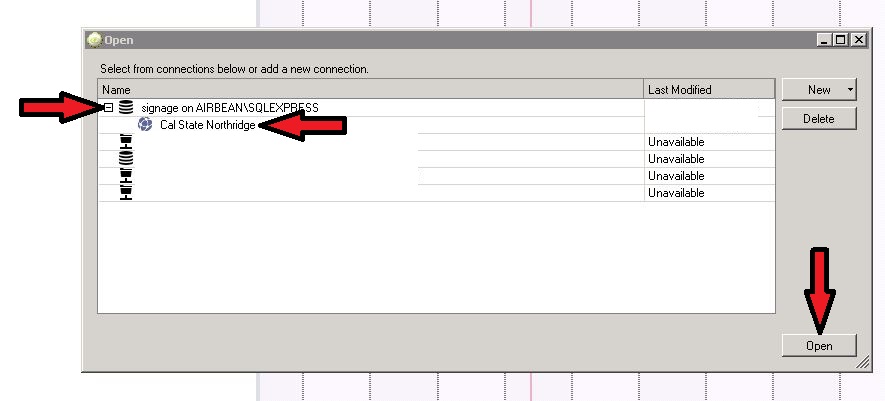 Open
Select from connections below or add a new connection.
Name Last Modified
New
signage on AIRBEAN\SQLEXPRESS
Delete
Cal State Northridge
Unavailable
Unavailable
Unavailable
Unavailable
Open